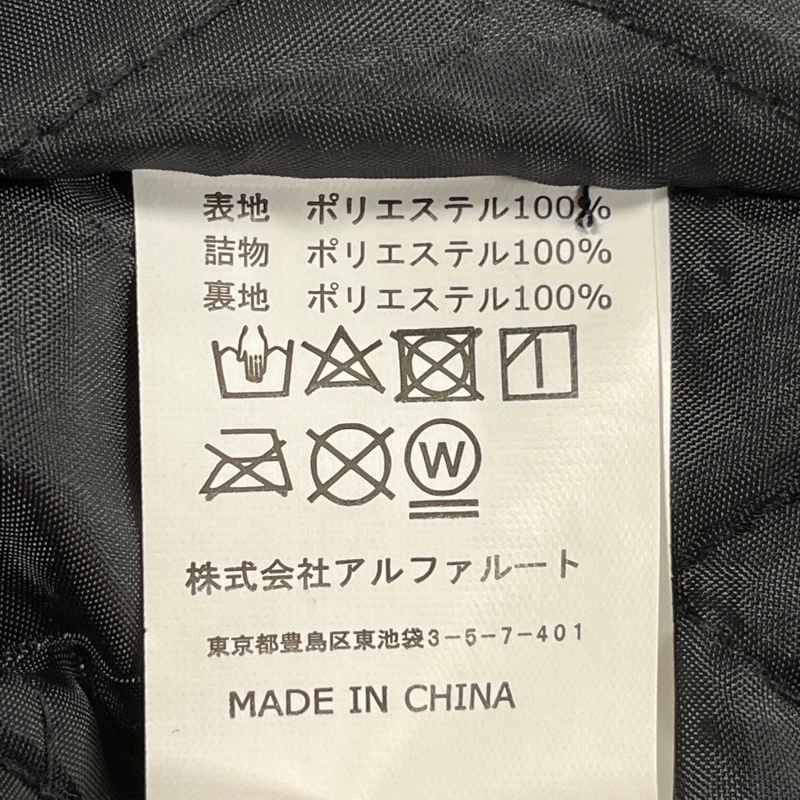 表地 ポリエステル100%
詰物 ポリエステル100%
裏地 ポリエステル100%
W
株式会社アルファルート
東京都豊島区東池袋3-5-7-401
MADE IN CHINA